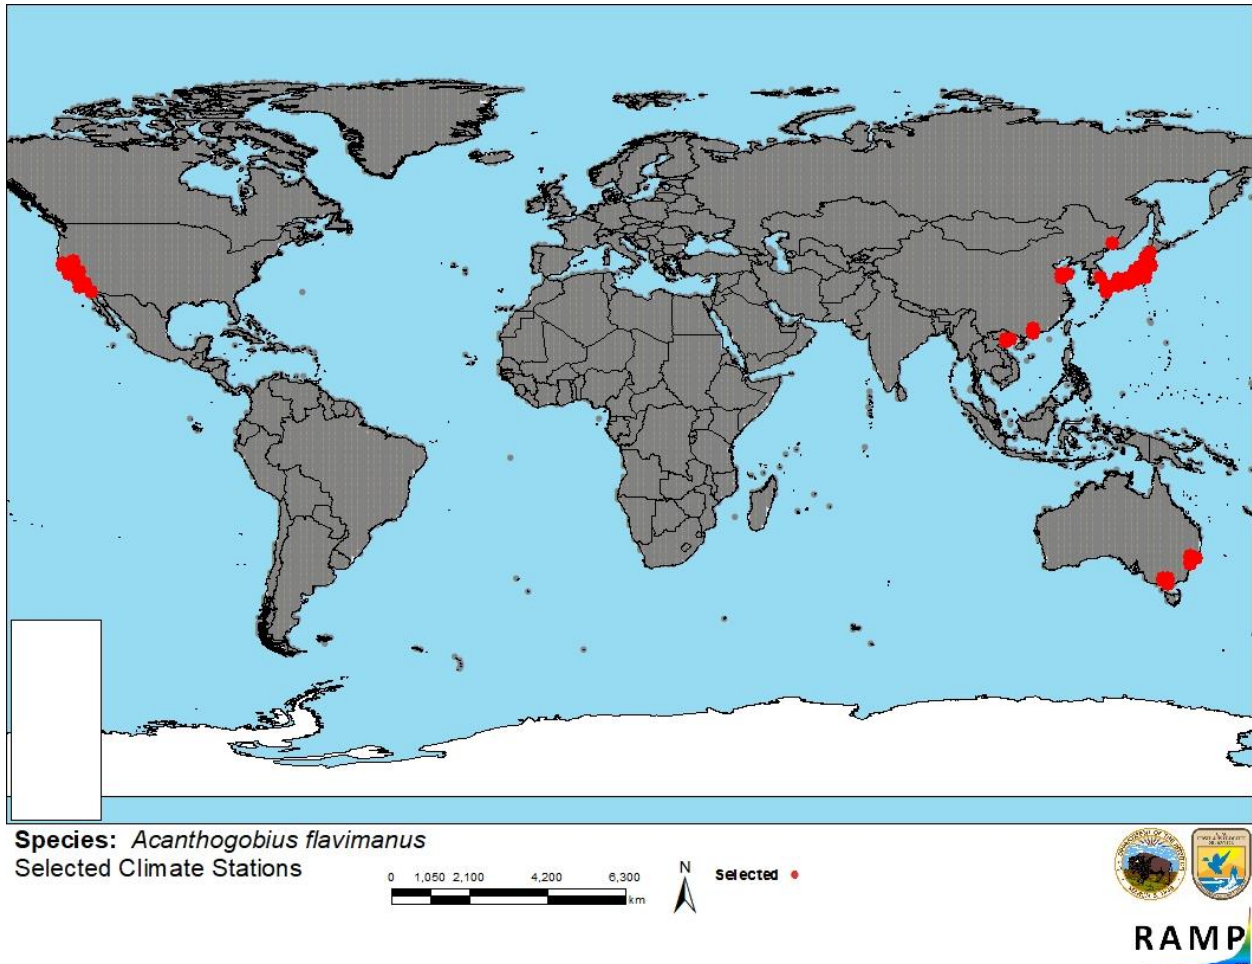 Species: Acanthogobius flavimanus
Selected Climate Stations
0 1,050 2,100 4,200 6,300
km
N
Selected
RAMP